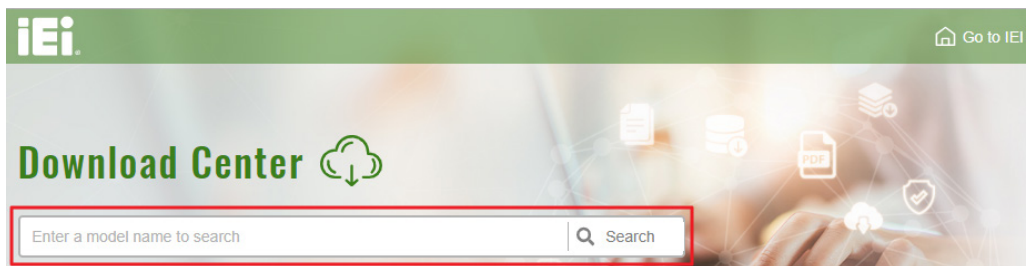 iEi
Go to IEI
Download Center
PDF
Enter a model name to search
Search